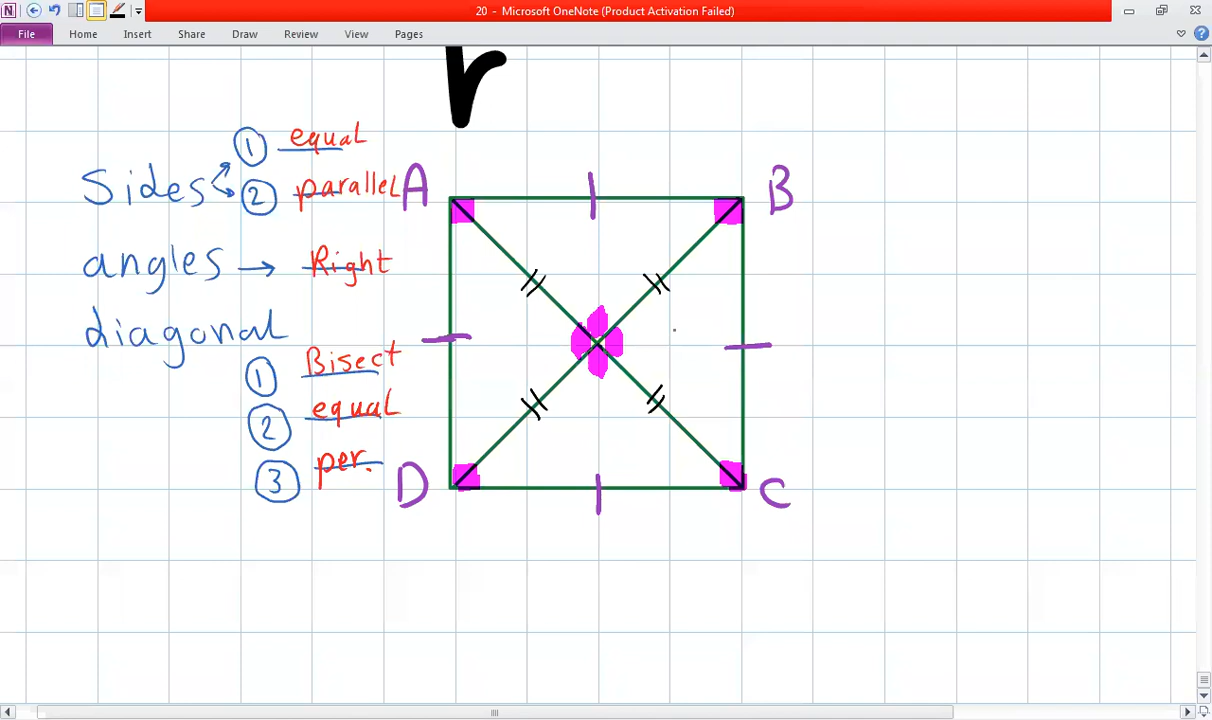 20 - Microsoft OneNote (Product Activation Failed)
File Home Insert Share Draw Review View Pages
r
Sides
1 equal
2 parallel
angles → Right
diagonal
1 Bisect
2 equal
3 per.
A
B
D
C